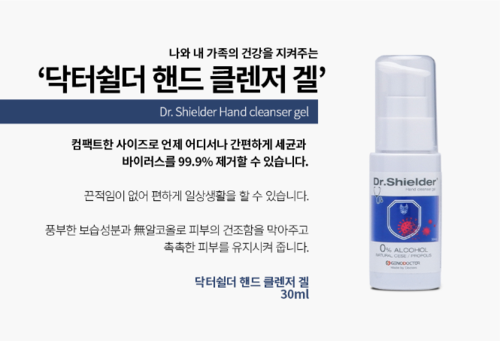 나와 내 가족의 건강을 지켜주는
‘닥터쉴더 핸드 클렌저 겔’
Dr. Shielder Hand cleanser gel
컴팩트한 사이즈로 언제 어디서나 간편하게 세균과
바이러스를 99.9% 제거할 수 있습니다.
끈적임이 없어 편하게 일상생활을 할 수 있습니다.
풍부한 보습성분과 無알코올로 피부의 건조함을 막아주고
촉촉한 피부를 유지시켜 줍니다.
닥터쉴더 핸드 클렌저 겔
30ml
Dr.Shielder
Hand cleanser gel
0% ALCOHOL